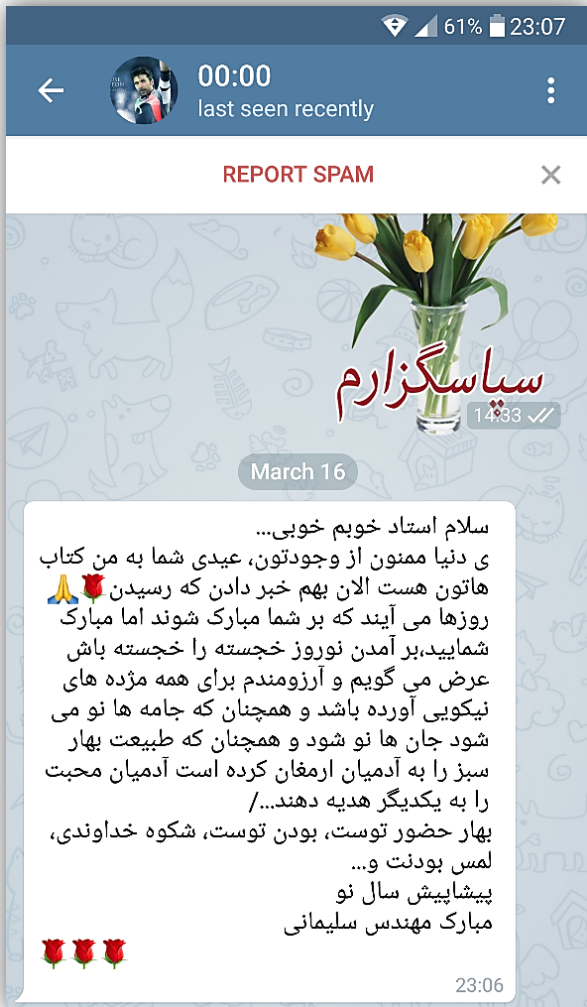 61% 23:07
00:00
last seen recently
REPORT SPAM
سپاسگزارم
14:33
March 16
سلام استاد خوبم خوبی...
ی دنیا ممنون از وجودتون، عیدی شما به من کتاب
هاتون هست الان بهم خبر دادن که رسیدن🌹🙏
روزها می آیند که بر شما مبارک شوند اما مبارک
شمایید،بر آمدن نوروز خجسته را خجسته باش
عرض می گویم و آرزومندم برای همه مژده های
نیکویی آورده باشد و همچنان که جامه ها نو می
شود جان ها نو شود و همچنان که طبیعت بهار
سبز را به آدمیان ارمغان کرده است آدمیان محبت
را به یکدیگر هدیه دهند.../
بهار حضور توست، بودن توست، شکوه خداوندی،
لمس بودنت و...
پیشاپیش سال نو
مبارک مهندس سلیمانی
🌹🌹🌹
23:06